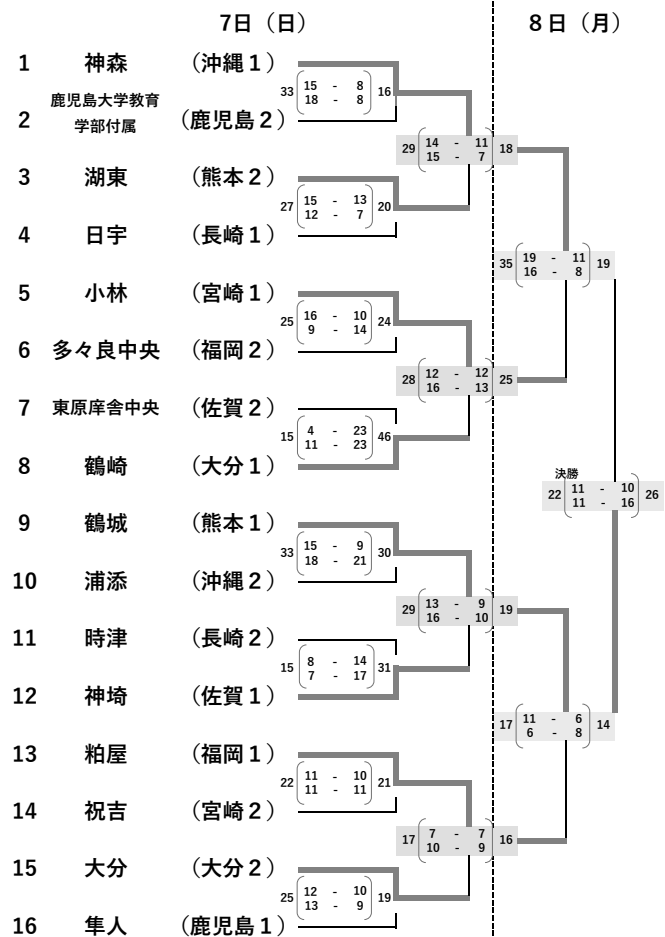 7日（日）
８日（月）
1 神森 （沖縄１）
33 15 - 8 16
18 - 8
鹿児島大学教育
2 学部付属 （鹿児島２）
29 14 - 11 18
15 - 7
3 湖東 （熊本２）
27 15 - 13 20
12 - 7
4 日宇 （長崎１）
35 19 - 11 19
16 - 8
5 小林 （宮崎１）
25 16 - 10 24
9 - 14
6 多々良中央 （福岡２）
28 12 - 12 25
16 - 13
7 東原庠舎中央 （佐賀２）
15 4 - 23 46
11 - 23
8 鶴崎 （大分１）
決勝
22 11 - 10 26
11 - 16
9 鶴城 （熊本１）
33 15 - 9 30
18 - 21
10 浦添 （沖縄２）
29 13 - 9 19
16 - 10
11 時津 （長崎２）
15 8 - 14 31
7 - 17
12 神埼 （佐賀１）
17 11 - 6 14
6 - 8
13 粕屋 （福岡１）
22 11 - 10 21
11 - 11
14 祝吉 （宮崎２）
17 7 - 7 16
10 - 9
15 大分 （大分２）
25 12 - 10 19
13 - 9
16 隼人 （鹿児島１）